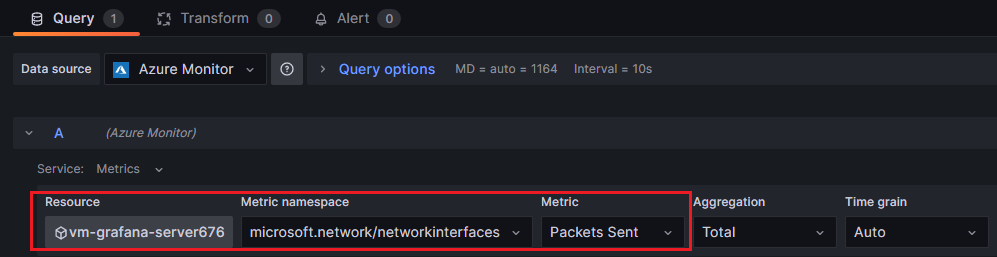 Query 1 Transform 0 Alert 0
Data source Azure Monitor Query options MD = auto = 1164 Interval = 10s
A (Azure Monitor)
Service: Metrics
Resource Metric namespace Metric Aggregation Time grain
vm-grafana-server676 microsoft.network/networkinterfaces Packets Sent Total Auto